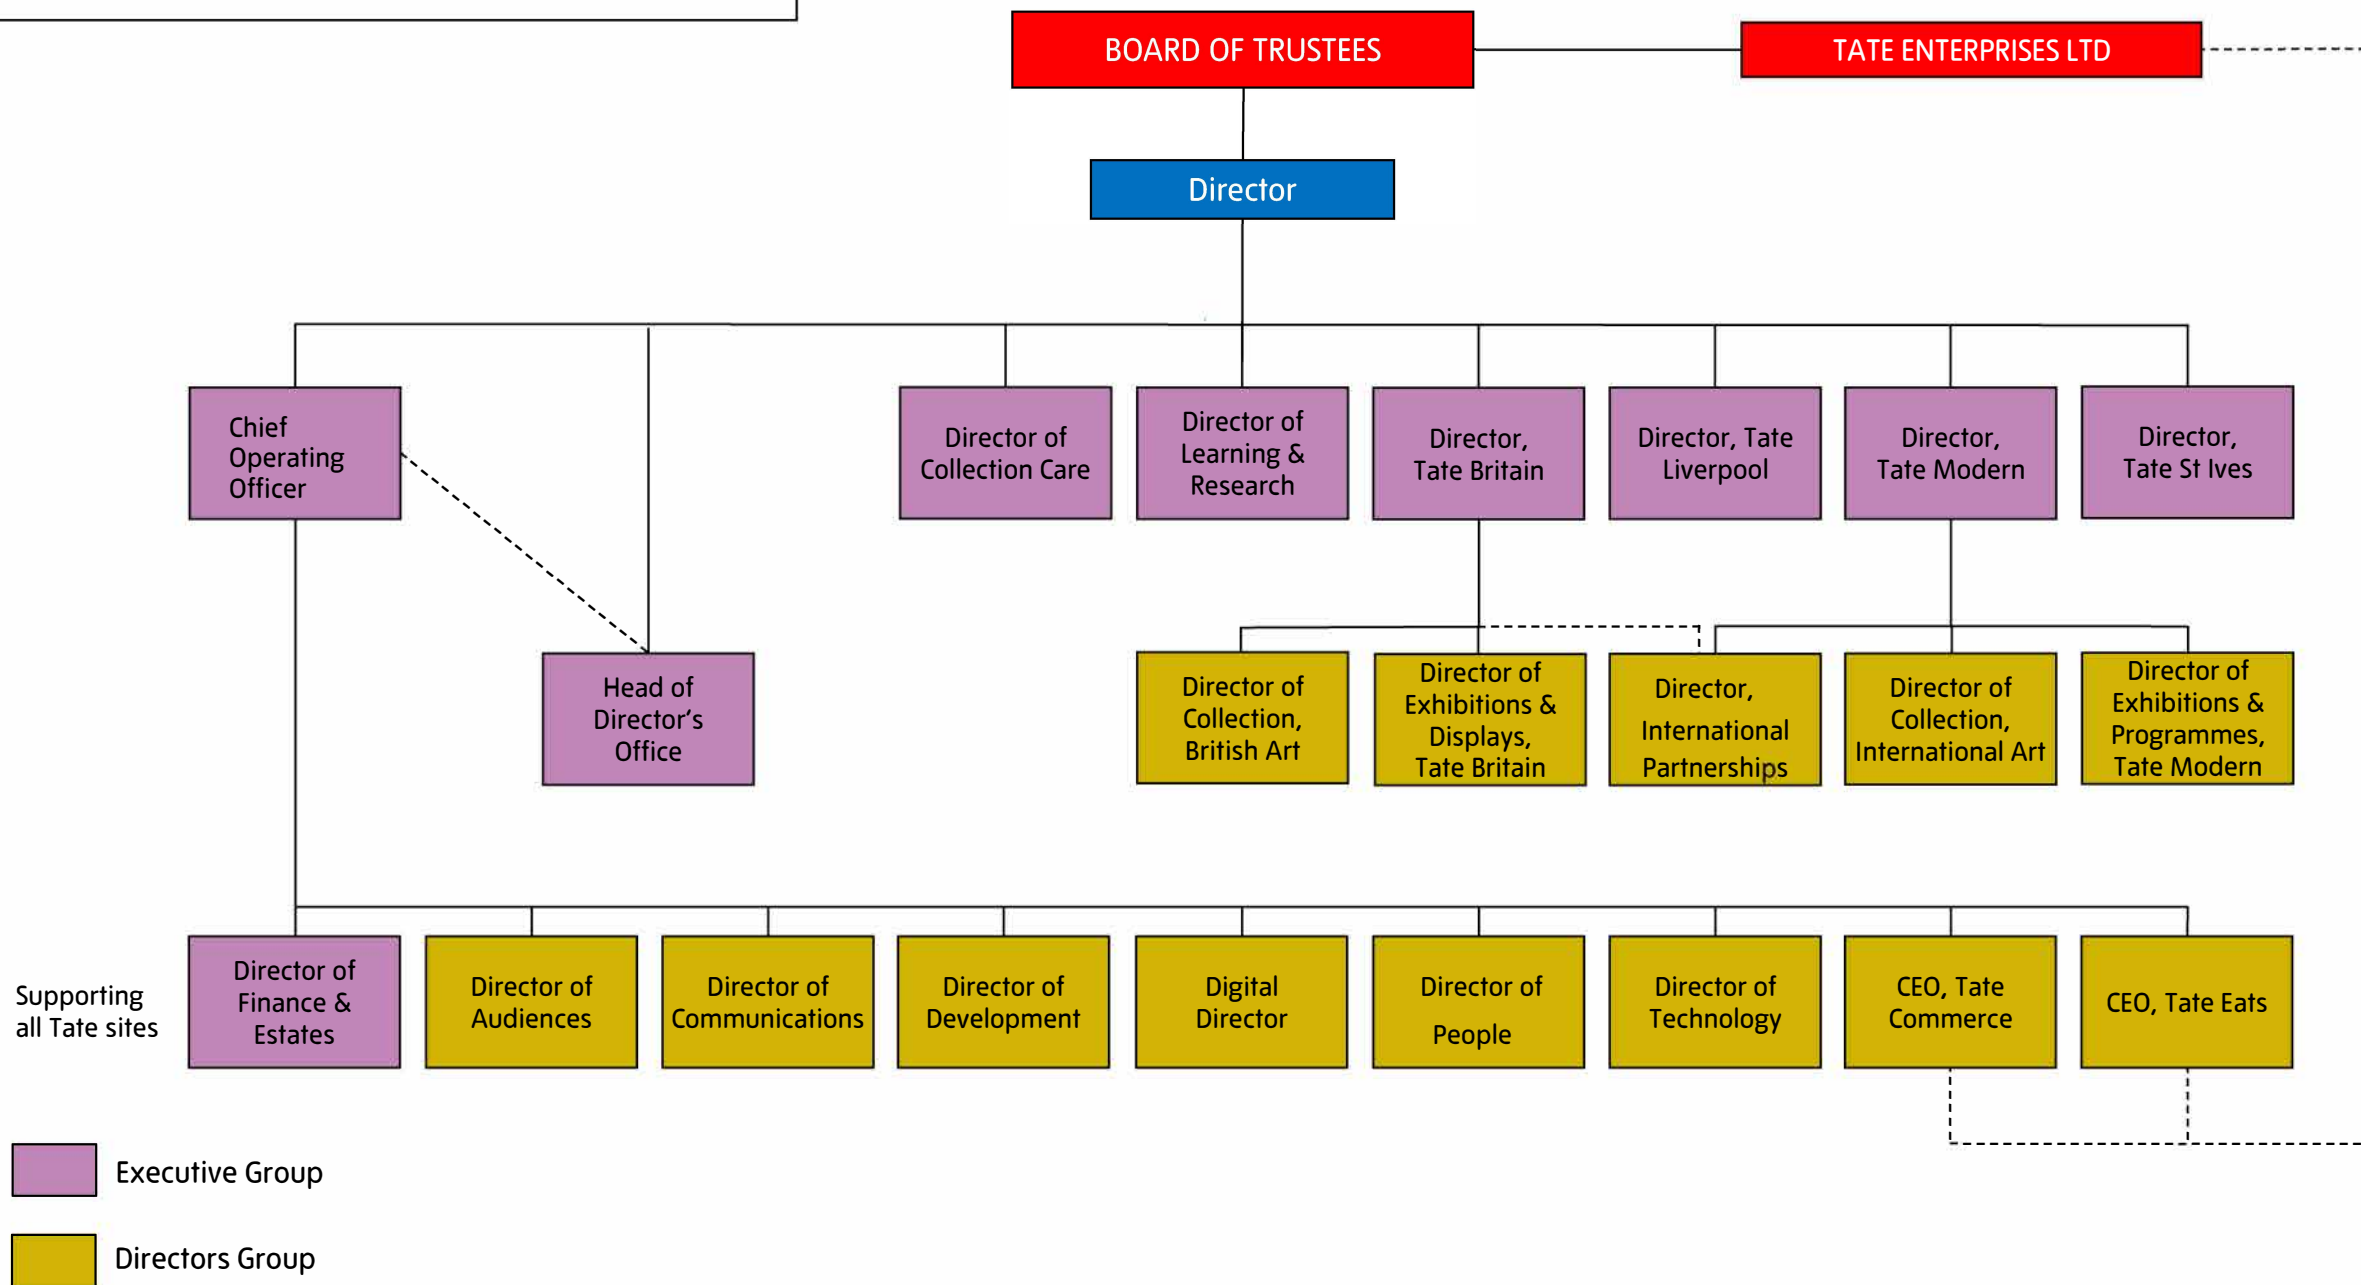 BOARD OF TRUSTEES
TATE ENTERPRISES LTD
Director
Chief
Operating
Officer
Director of
Collection Care
Director of
Learning &
Research
Director,
Tate Britain
Director, Tate
Liverpool
Director,
Tate Modern
Director,
Tate St Ives
Head of
Director's
Office
Director of
Collection,
British Art
Director of
Exhibitions &
Displays,
Tate Britain
Director,
International
Partnerships
Director of
Collection,
International Art
Director of
Exhibitions &
Programmes,
Tate Modern
Supporting
all Tate sites
Director of
Finance &
Estates
Director of
Audiences
Director of
Communications
Director of
Development
Digital
Director
Director of
People
Director of
Technology
CEO, Tate
Commerce
CEO, Tate Eats
Executive Group
Directors Group